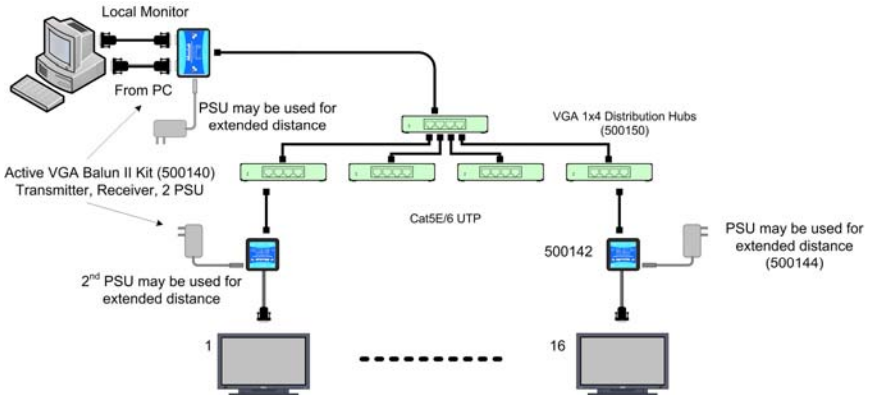 Local Monitor
From PC
PSU may be used for
extended distance
VGA 1x4 Distribution Hubs
(500150)
Active VGA Balun II Kit (500140)
Transmitter, Receiver, 2 PSU
Cat5E/6 UTP
2nd PSU may be used for
extended distance
500142
PSU may be used for
extended distance
(500144)
1
16